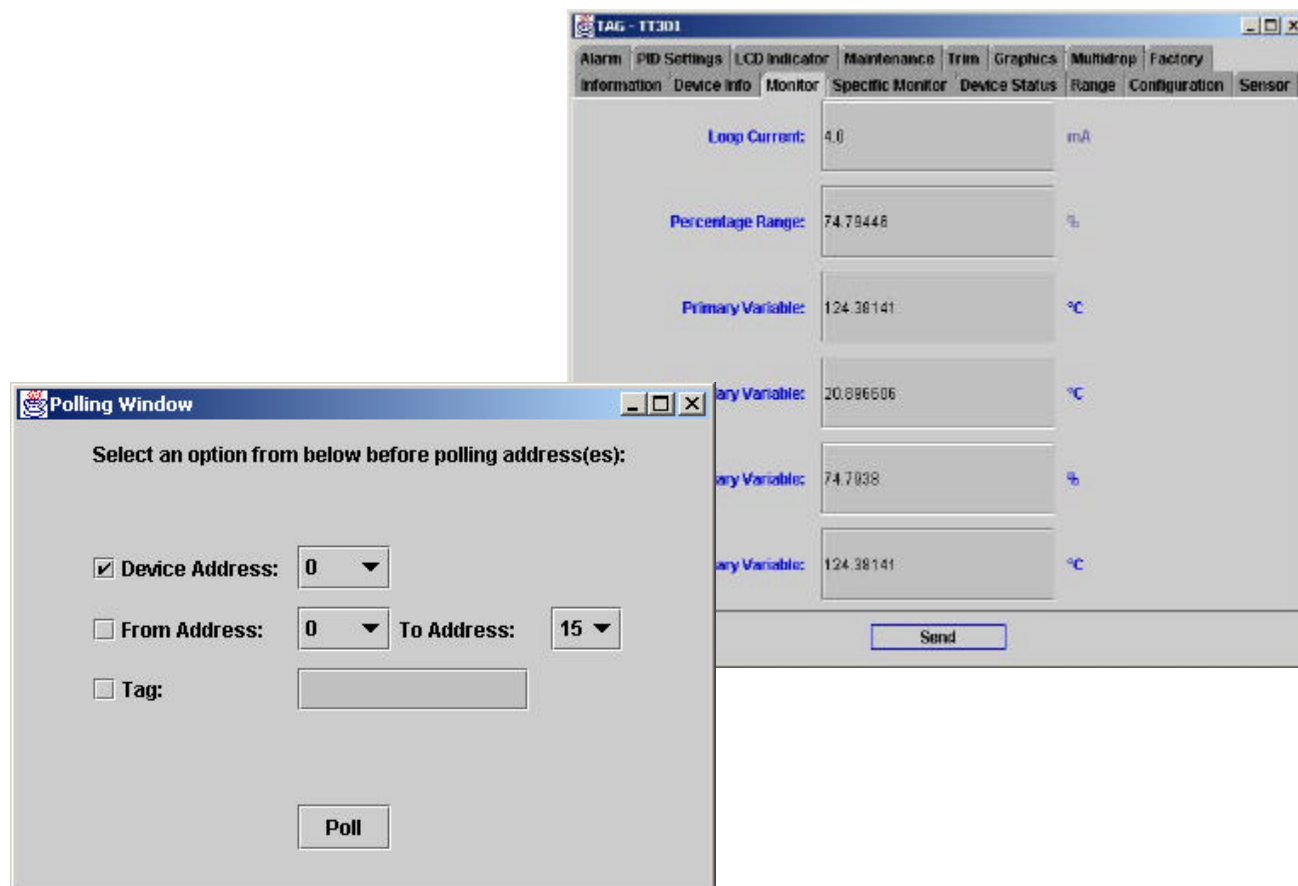 TAG - TT301
Alarm PID Settings LCD Indicator Maintenance Trim Graphics Multidrop Factory
Information Device Info Monitor Specific Monitor Device Status Range Configuration Sensor
Loop Current: 4.0 mA
Percentage Range: 74.79446 %
Primary Variable: 124.38141 °C
ary Variable: 20.896606 °C
ary Variable: 74.7938 %
ary Variable: 124.38141 °C
Send
Polling Window
Select an option from below before polling address(es):
Device Address: 0
From Address: 0 To Address: 15
Tag:
Poll